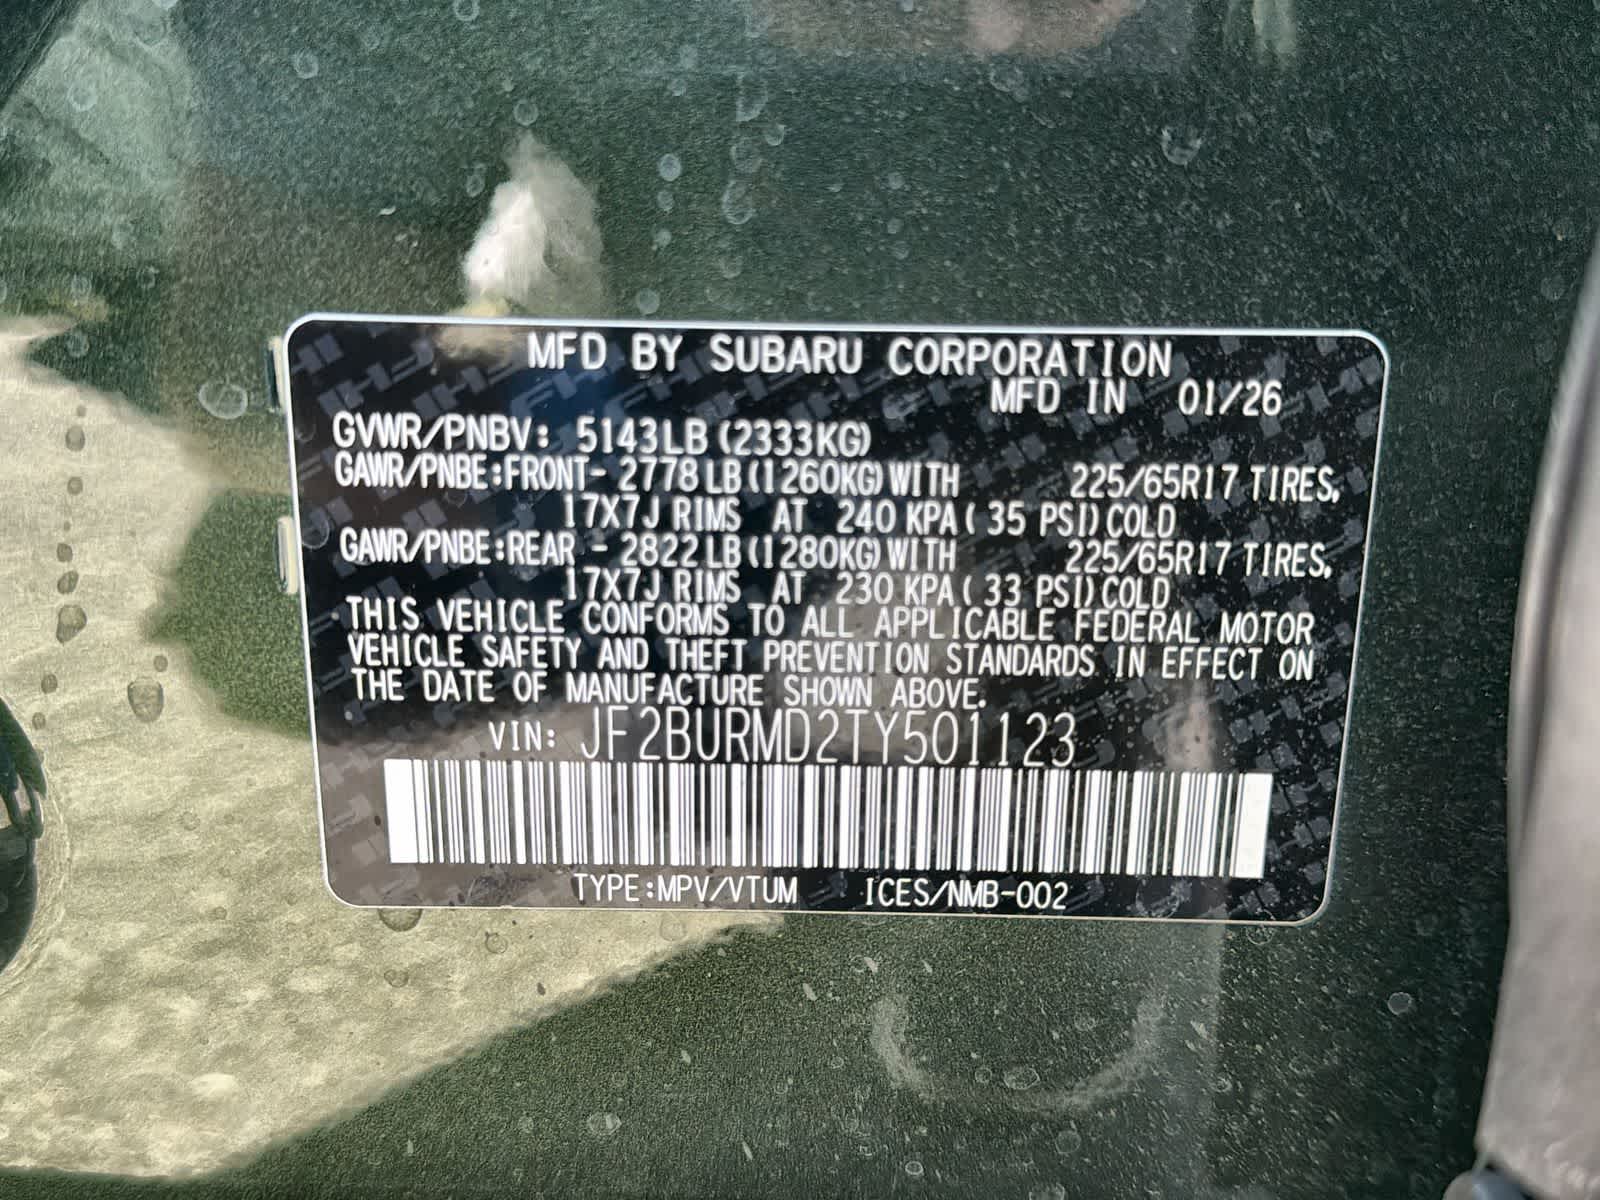 MFD BY SUBARU CORPORATION
MFD IN 01/26
GVWR/PNBV: 5143LB (2333KG)
GAWR/PNBE:FRONT- 2778 LB (1260KG) WITH 225/65R17 TIRES,
17X7J RIMS AT 240 KPA ( 35 PSI) COLD
GAWR/PNBE:REAR - 2822 LB (1280KG) WITH 225/65R17 TIRES,
17X7J RIMS AT 230 KPA ( 33 PSI) COLD
THIS VEHICLE CONFORMS TO ALL APPLICABLE FEDERAL MOTOR
VEHICLE SAFETY AND THEFT PREVENTION STANDARDS IN EFFECT ON
THE DATE OF MANUFACTURE SHOWN ABOVE.
VIN: JF2BURMD2TY501123
TYPE:MPV/VTUM ICES/NMB-002